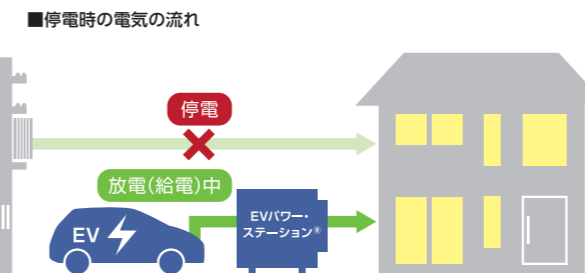 ■停電時の電気の流れ
停電
放電(給電)中
EV
EVパワー・
ステーション®